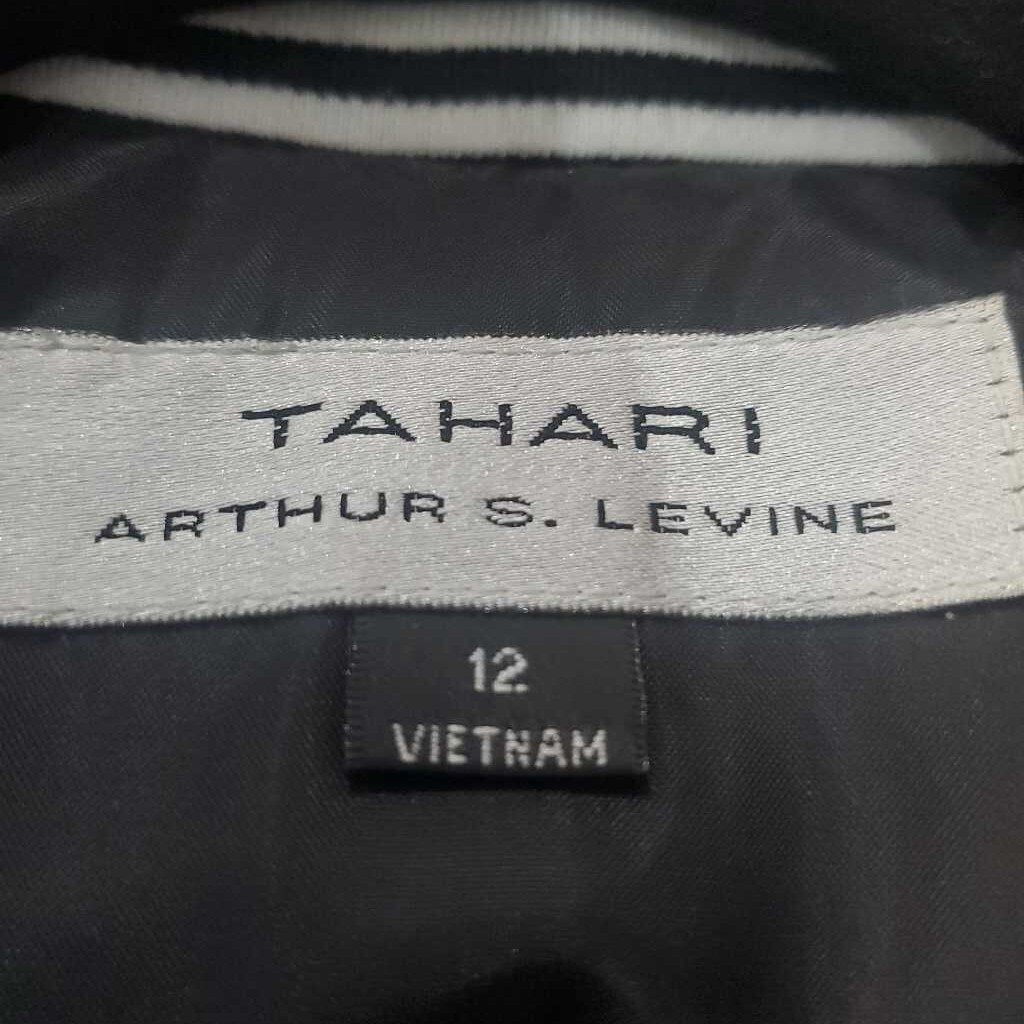 TAHARI
ARTHUR S. LEVINE
12
VIETNAM